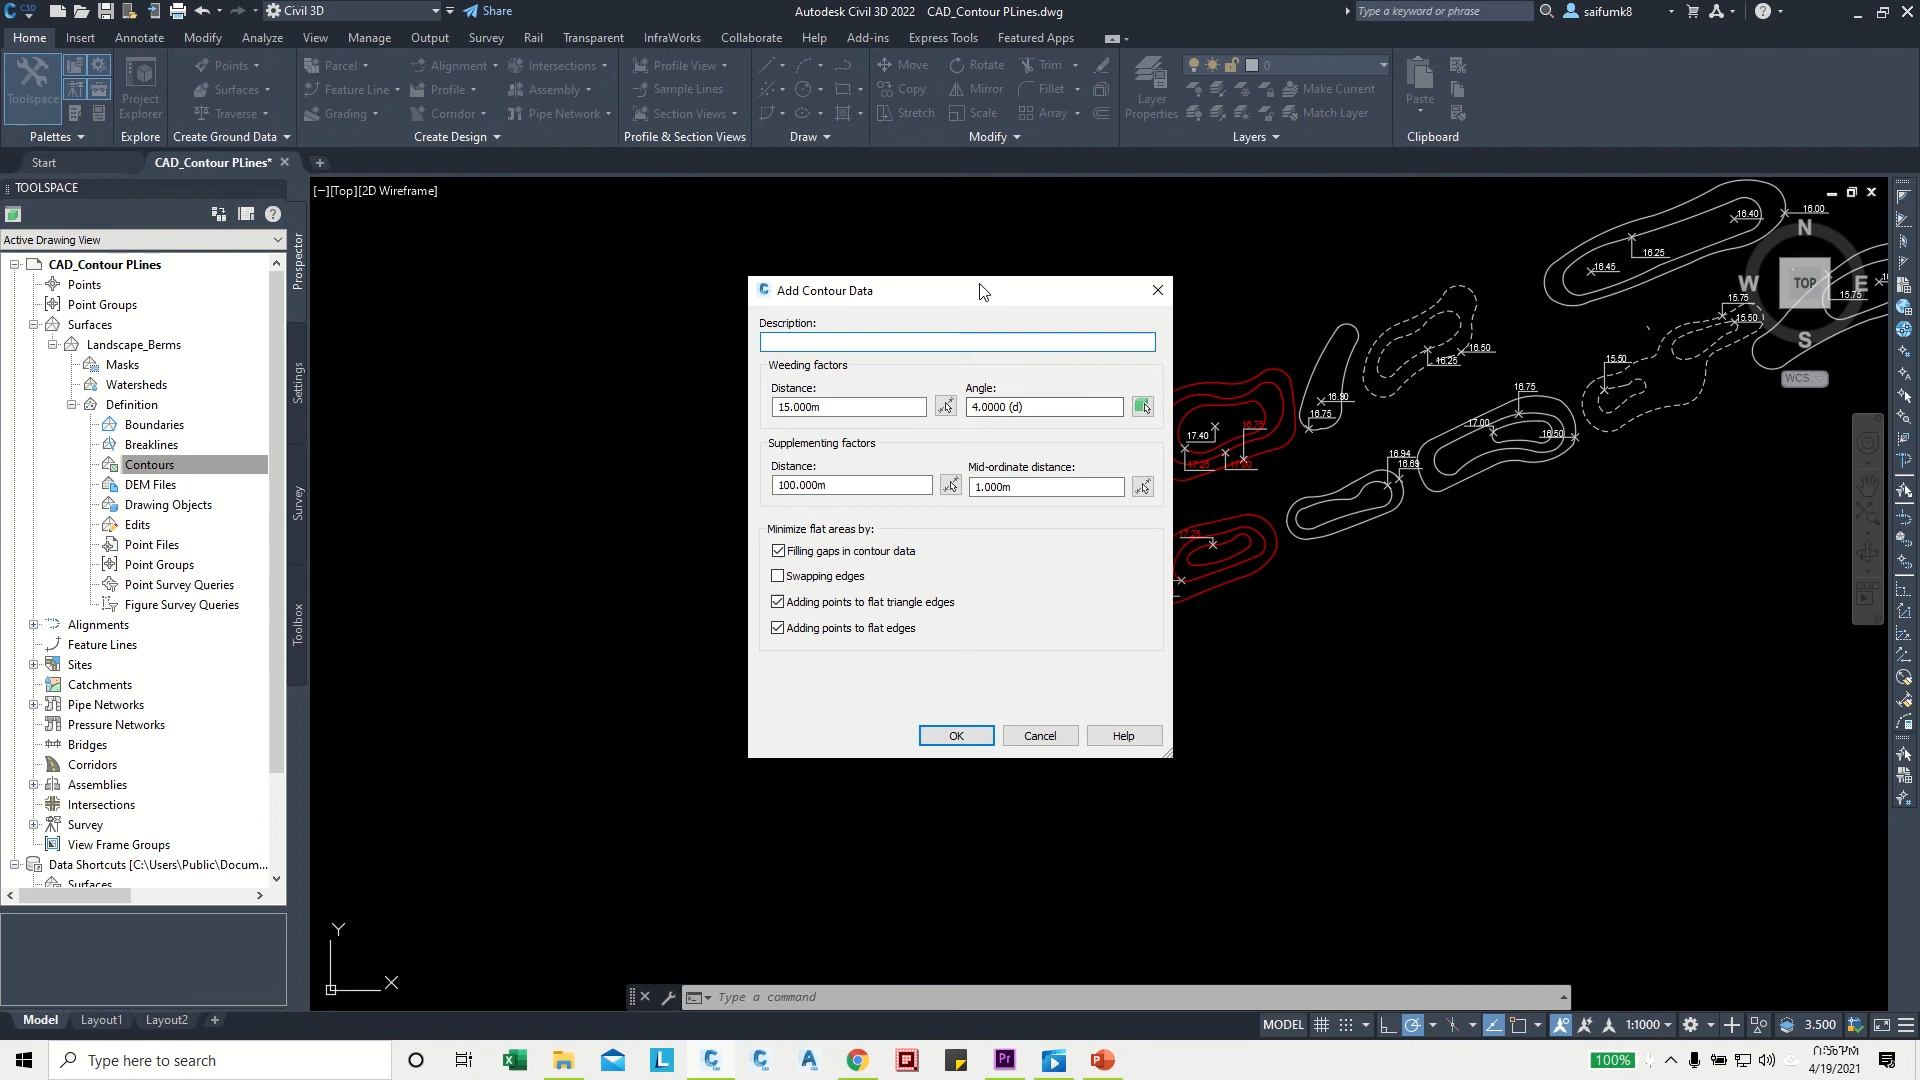 C3D
Civil 3D
Share
Autodesk Civil 3D 2022 CAD_Contour PLines.dwg
Type a keyword or phrase
saifumk8
Home Insert Annotate Modify Analyze View Manage Output Survey Rail Transparent InfraWorks Collaborate Help Add-ins Express Tools Featured Apps
Points Parcel Alignment Intersections Profile View Move Rotate Trim 0
Toolspace Project Explorer Surfaces Feature Line Profile Assembly Sample Lines Copy Mirror Fillet Layer Properties Make Current Paste
Traverse Grading Corridor Pipe Network Section Views Stretch Scale Array Match Layer
Palettes Explore Create Ground Data Create Design Profile & Section Views Draw Modify Layers Clipboard
Start CAD_Contour PLines*
TOOLSPACE
Active Drawing View
CAD_Contour PLines
Points
Point Groups
Surfaces
Landscape_Berms
Masks
Watersheds
Definition
Boundaries
Breaklines
Contours
DEM Files
Drawing Objects
Edits
Point Files
Point Groups
Point Survey Queries
Figure Survey Queries
Alignments
Feature Lines
Sites
Catchments
Pipe Networks
Pressure Networks
Bridges
Corridors
Assemblies
Intersections
Survey
View Frame Groups
Data Shortcuts [C:\Users\Public\Docum...
Surfaces
Prospector
Settings
Survey
Toolbox
[−][Top][2D Wireframe]
Add Contour Data
Description:
Weeding factors
Distance: Angle:
15.000m 4.0000 (d)
Supplementing factors
Distance: Mid-ordinate distance:
100.000m 1.000m
Minimize flat areas by:
Filling gaps in contour data
Swapping edges
Adding points to flat triangle edges
Adding points to flat edges
OK Cancel Help
16.40
16.00
16.25
16.45
15.75
15.75
15.50
15.50
16.50
16.25
16.90
16.75
16.75
17.00
16.50
16.94
16.69
17.40
16.75
17.25
17.25
N
W TOP E
S
WCS
Y
X
Type a command
Model Layout1 Layout2
MODEL 1:1000 3.500
Type here to search
100%
4/19/2021